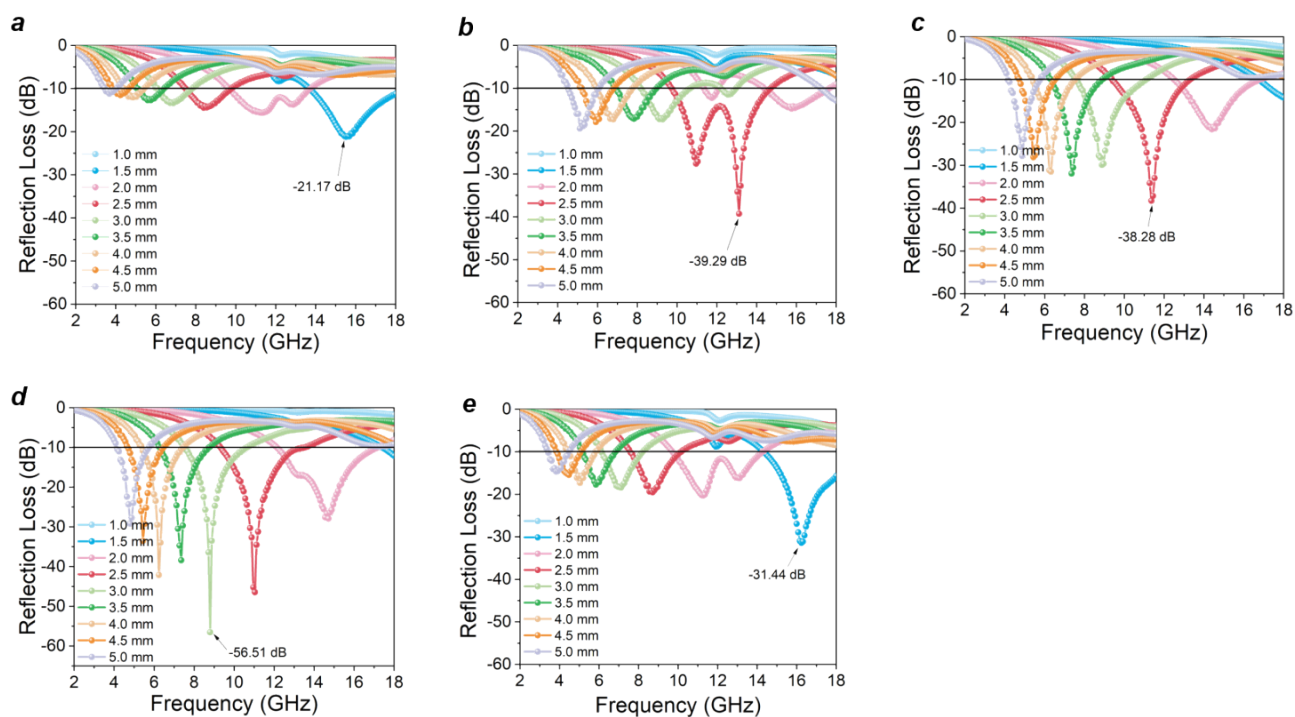 a
Reflection Loss (dB)
0
-10
-20
-30
-40
-50
-60
1.0 mm
1.5 mm
2.0 mm
2.5 mm
3.0 mm
3.5 mm
4.0 mm
4.5 mm
5.0 mm
-21.17 dB
2 4 6 8 10 12 14 16 18
Frequency (GHz)
b
Reflection Loss (dB)
0
-10
-20
-30
-40
-50
-60
1.0 mm
1.5 mm
2.0 mm
2.5 mm
3.0 mm
3.5 mm
4.0 mm
4.5 mm
5.0 mm
-39.29 dB
2 4 6 8 10 12 14 16 18
Frequency (GHz)
c
Reflection Loss (dB)
0
-10
-20
-30
-40
-50
-60
1.0 mm
1.5 mm
2.0 mm
2.5 mm
3.0 mm
3.5 mm
4.0 mm
4.5 mm
5.0 mm
-38.28 dB
2 4 6 8 10 12 14 16 18
Frequency (GHz)
d
Reflection Loss (dB)
0
-10
-20
-30
-40
-50
-60
1.0 mm
1.5 mm
2.0 mm
2.5 mm
3.0 mm
3.5 mm
4.0 mm
4.5 mm
5.0 mm
-56.51 dB
2 4 6 8 10 12 14 16 18
Frequency (GHz)
e
Reflection Loss (dB)
0
-10
-20
-30
-40
-50
-60
1.0 mm
1.5 mm
2.0 mm
2.5 mm
3.0 mm
3.5 mm
4.0 mm
4.5 mm
5.0 mm
-31.44 dB
2 4 6 8 10 12 14 16 18
Frequency (GHz)